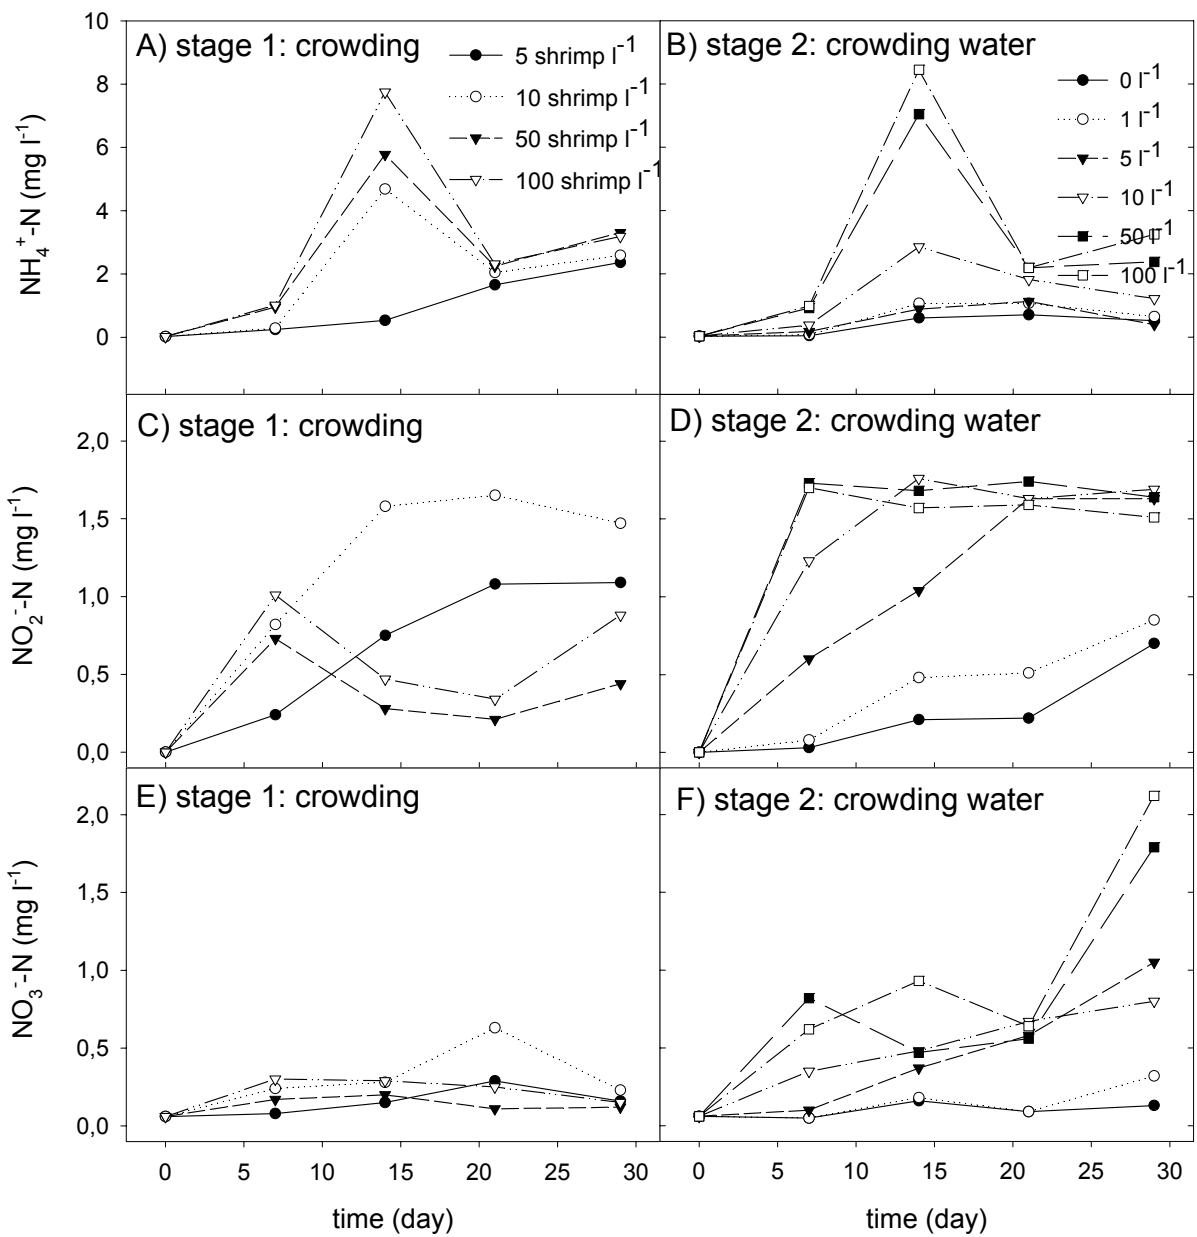 A) stage 1: crowding
5 shrimp l⁻¹
10 shrimp l⁻¹
50 shrimp l⁻¹
100 shrimp l⁻¹
B) stage 2: crowding water
0 l⁻¹
1 l⁻¹
5 l⁻¹
10 l⁻¹
50 l⁻¹
100 l⁻¹
NH₄⁺-N (mg l⁻¹)
10
8
6
4
2
0
C) stage 1: crowding
D) stage 2: crowding water
NO₂⁻-N (mg l⁻¹)
2,0
1,5
1,0
0,5
0,0
E) stage 1: crowding
F) stage 2: crowding water
NO₃⁻-N (mg l⁻¹)
2,0
1,5
1,0
0,5
0,0
0 5 10 15 20 25 30
0 5 10 15 20 25 30
time (day)
time (day)